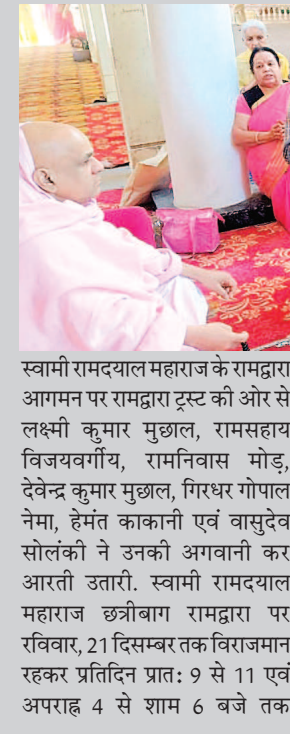 स्वामी रामदयाल महाराज के रामद्वारा
आगमन पर रामद्वारा ट्रस्ट की ओर से
लक्ष्मी कुमार मुछाल, रामसहाय
विजयवर्गीय, रामनिवास मोड़,
देवेन्द्र कुमार मुछाल, गिरधर गोपाल
नेमा, हेमंत काकानी एवं वासुदेव
सोलंकी ने उनकी अगवानी कर
आरती उतारी. स्वामी रामदयाल
महाराज छत्रीबाग रामद्वारा पर
रविवार, 21 दिसम्बर तक विराजमान
रहकर प्रतिदिन प्रात: 9 से 11 एवं
अपराह्न 4 से शाम 6 बजे तक